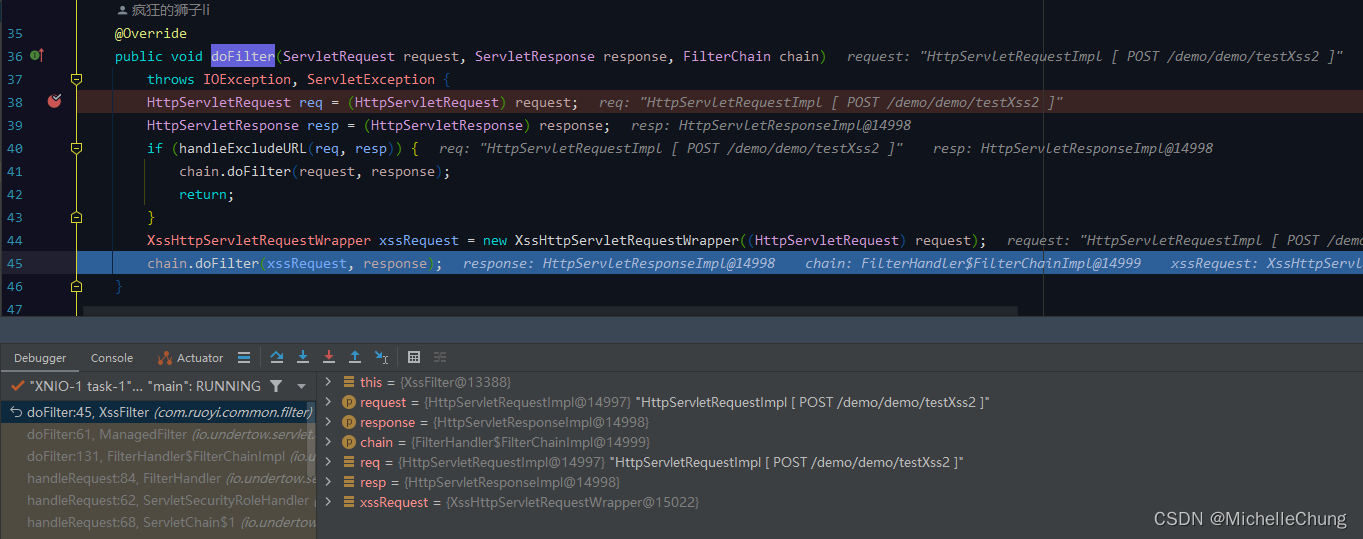 疯狂的狮子li
35 @Override
36 public void doFilter(ServletRequest request, ServletResponse response, FilterChain chain) request: "HttpServletRequestImpl [ POST /demo/demo/testXss2 ]"
37 throws IOException, ServletException {
38 HttpServletRequest req = (HttpServletRequest) request; req: "HttpServletRequestImpl [ POST /demo/demo/testXss2 ]"
39 HttpServletResponse resp = (HttpServletResponse) response; resp: HttpServletResponseImpl@14998
40 if (handleExcludeURL(req, resp)) { req: "HttpServletRequestImpl [ POST /demo/demo/testXss2 ]" resp: HttpServletResponseImpl@14998
41 chain.doFilter(request, response);
42 return;
43 }
44 XssHttpServletRequestWrapper xssRequest = new XssHttpServletRequestWrapper((HttpServletRequest) request); request: "HttpServletRequestImpl [ POST /dem
45 chain.doFilter(xssRequest, response); response: HttpServletResponseImpl@14998 chain: FilterHandler$FilterChainImpl@14999 xssRequest: XssHttpServl
46 }
47
Debugger Console Actuator
"XNIO-1 task-1"... "main": RUNNING
doFilter:45, XssFilter (com.ruoyi.common.filter)
doFilter:61, ManagedFilter (io.undertow.servlet.
doFilter:131, FilterHandler$FilterChainImpl (io.u
handleRequest:84, FilterHandler (io.undertow.se
handleRequest:62, ServletSecurityRoleHandler (
handleRequest:68, ServletChain$1 (io.undertow
this = {XssFilter@13388}
request = {HttpServletRequestImpl@14997} "HttpServletRequestImpl [ POST /demo/demo/testXss2 ]"
response = {HttpServletResponseImpl@14998}
chain = {FilterHandler$FilterChainImpl@14999}
req = {HttpServletRequestImpl@14997} "HttpServletRequestImpl [ POST /demo/demo/testXss2 ]"
resp = {HttpServletResponseImpl@14998}
xssRequest = {XssHttpServletRequestWrapper@15022}
CSDN @MichelleChung